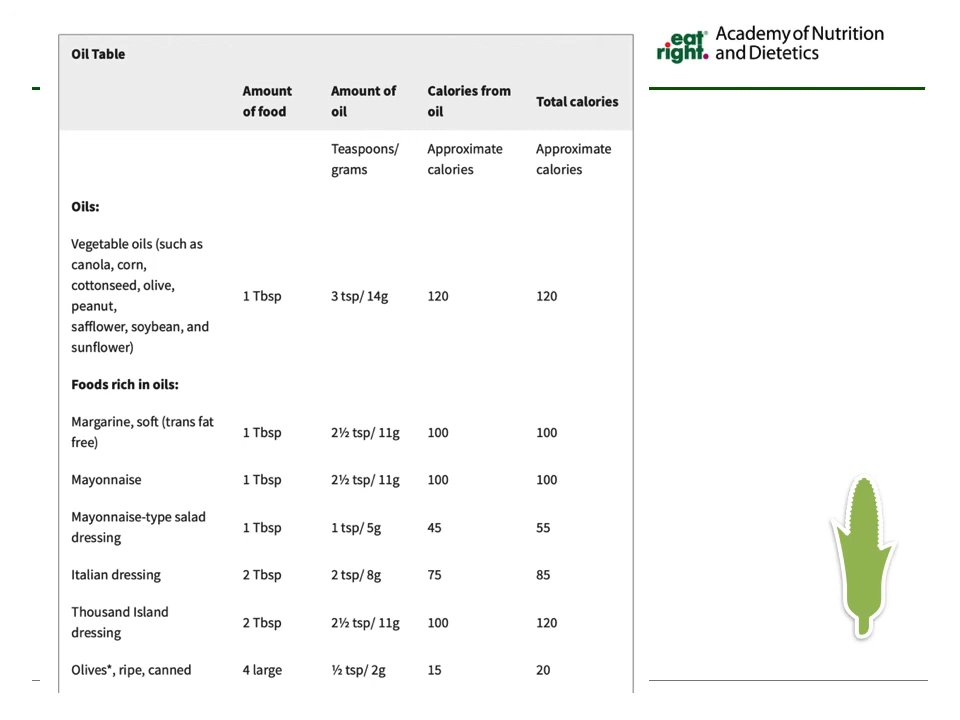 eat
right.
Academy of Nutrition
and Dietetics
Oil Table
Amount
of food
Amount of
oil
Calories from
oil
Total calories
Teaspoons/
grams
Approximate
calories
Approximate
calories
Oils:
Vegetable oils (such as
canola, corn,
cottonseed, olive,
peanut,
safflower, soybean, and
sunflower)
1 Tbsp
3 tsp/ 14g
120
120
Foods rich in oils:
Margarine, soft (trans fat
free)
1 Tbsp
2½ tsp/ 11g
100
100
Mayonnaise
1 Tbsp
2½ tsp/ 11g
100
100
Mayonnaise-type salad
dressing
1 Tbsp
1 tsp/ 5g
45
55
Italian dressing
2 Tbsp
2 tsp/ 8g
75
85
Thousand Island
dressing
2 Tbsp
2½ tsp/ 11g
100
120
Olives*, ripe, canned
4 large
½ tsp/ 2g
15
20